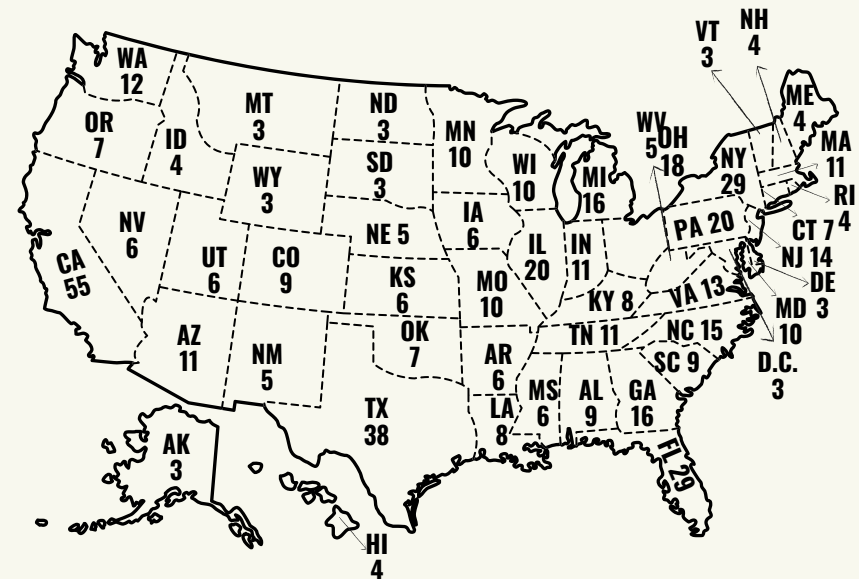 VT
3
NH
4
WA
12
MT
3
ND
3
MN
10
ME
4
OR
7
ID
4
SD
3
WI
10
MI
16
WV
5
OH
18
NY
29
MA
11
RI
4
WY
3
NV
6
NE 5
IA
6
IL
20
IN
11
PA 20
CT 7
NJ 14
CA
55
UT
6
CO
9
KS
6
MO
10
KY 8
VA 13
DE
3
MD
10
AZ
11
NM
5
OK
7
AR
6
TN 11
NC 15
SC 9
D.C.
3
TX
38
LA
8
MS
6
AL
9
GA
16
AK
3
FL 29
HI
4